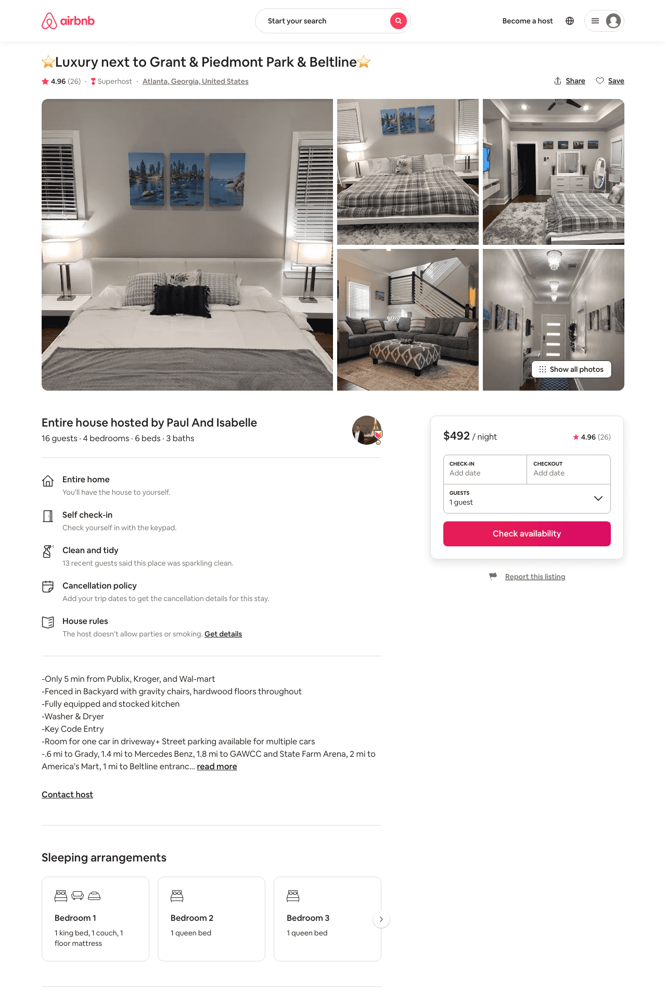 airbnb
Start your search
Become a host
⭐Luxury next to Grant & Piedmont Park & Beltline⭐
4.96 (26) · Superhost · Atlanta, Georgia, United States
Share
Save
Show all photos
Entire house hosted by Paul And Isabelle
16 guests · 4 bedrooms · 6 beds · 3 baths
Entire home
You’ll have the house to yourself.
Self check-in
Check yourself in with the keypad.
Clean and tidy
13 recent guests said this place was sparkling clean.
Cancellation policy
Add your trip dates to get the cancellation details for this stay.
House rules
The host doesn’t allow parties or smoking. Get details
$492 / night
4.96 (26)
CHECK-IN
Add date
CHECKOUT
Add date
GUESTS
1 guest
Check availability
Report this listing
-Only 5 min from Publix, Kroger, and Wal-mart
-Fenced in Backyard with gravity chairs, hardwood floors throughout
-Fully equipped and stocked kitchen
-Washer & Dryer
-Key Code Entry
-Room for one car in driveway+ Street parking available for multiple cars
-.6 mi to Grady, 1.4 mi to Mercedes Benz, 1.8 mi to GAWCC and State Farm Arena, 2 mi to
America’s Mart, 1 mi to Beltline entranc... read more
Contact host
Sleeping arrangements
Bedroom 1
1 king bed, 1 couch, 1
floor mattress
Bedroom 2
1 queen bed
Bedroom 3
1 queen bed